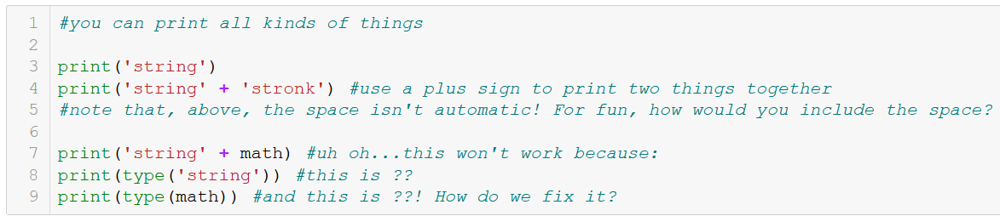 1 #you can print all kinds of things
2
3 print('string')
4 print('string' + 'stronk') #use a plus sign to print two things together
5 #note that, above, the space isn't automatic! For fun, how would you include the space?
6
7 print('string' + math) #uh oh...this won't work because:
8 print(type('string')) #this is ??
9 print(type(math)) #and this is ??! How do we fix it?